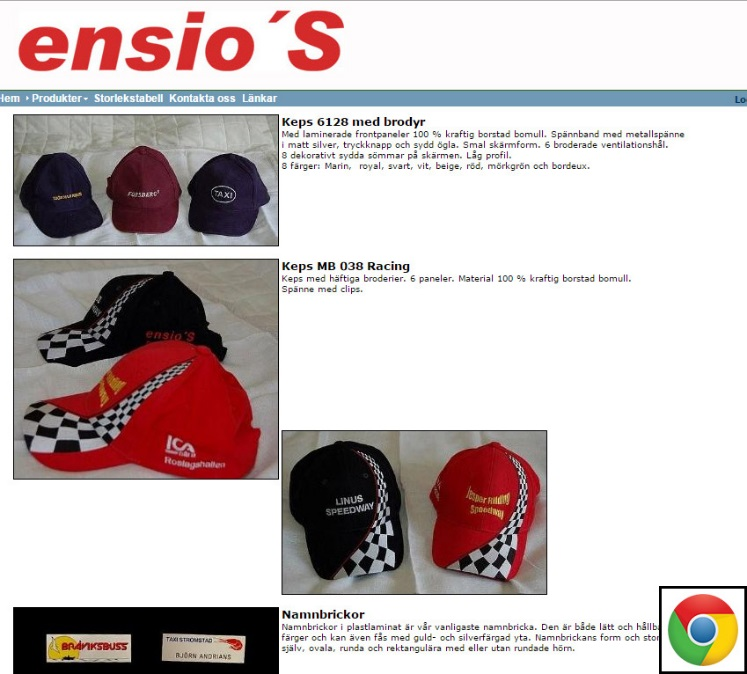 ensio´S
Hem Produkter Storlekstabell Kontakta oss Länkar Lo
Keps 6128 med brodyr
Med laminerade frontpaneler 100 % kraftig borstad bomull. Spännband med metallspänne
i matt silver, tryckknapp och sydd ögla. Smal skärmform. 6 broderade ventilationshål.
8 dekorativt sydda sömmar på skärmen. Låg profil.
8 färger: Marin, royal, svart, vit, beige, röd, mörkgrön och bordeux.
TAXI
Keps MB 038 Racing
Keps med häftiga broderier. 6 paneler. Material 100 % kraftig borstad bomull.
Spänne med clips.
ensio´S
ICA
Roslagshallen
LINUS
SPEEDWAY
Jesper Rilding
Speedway
Namnbrickor
Namnbrickor i plastlaminat är vår vanligaste namnbricka. Den är både lätt och hållba
färger och kan även fås med guld- och silverfärgad yta. Namnbrickans form och stor
själv, ovala, runda och rektangulära med eller utan rundade hörn.
TAXI STRÖMSTAD
BJÖRN ANDRIANS